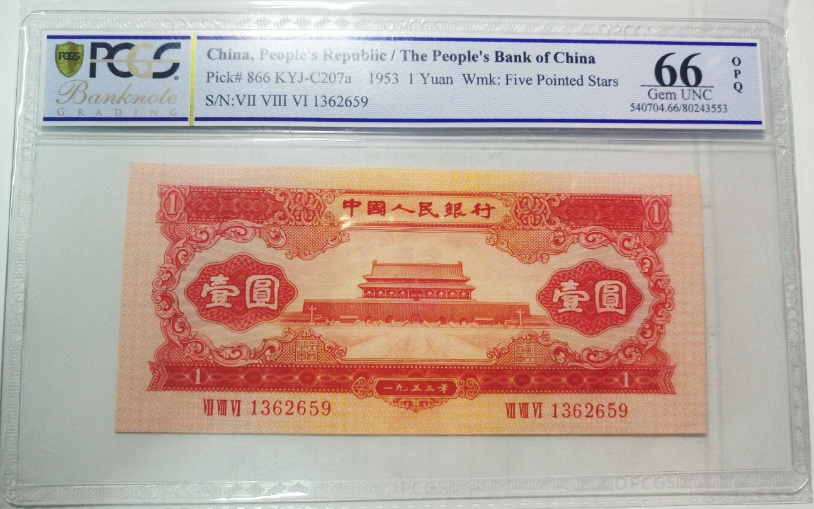 PCGS
Banknote
GRADING
China, People's Republic / The People's Bank of China
Pick# 866 KYJ-C207a 1953 1 Yuan Wmk: Five Pointed Stars
S/N:VII VIII VI 1362659
66
Gem UNC
OPQ
540704.66/80243553
中國人民銀行
1
1
壹圓
壹圓
1
一九五三年
1
VII VIII VI 1362659
VII VIII VI 1362659